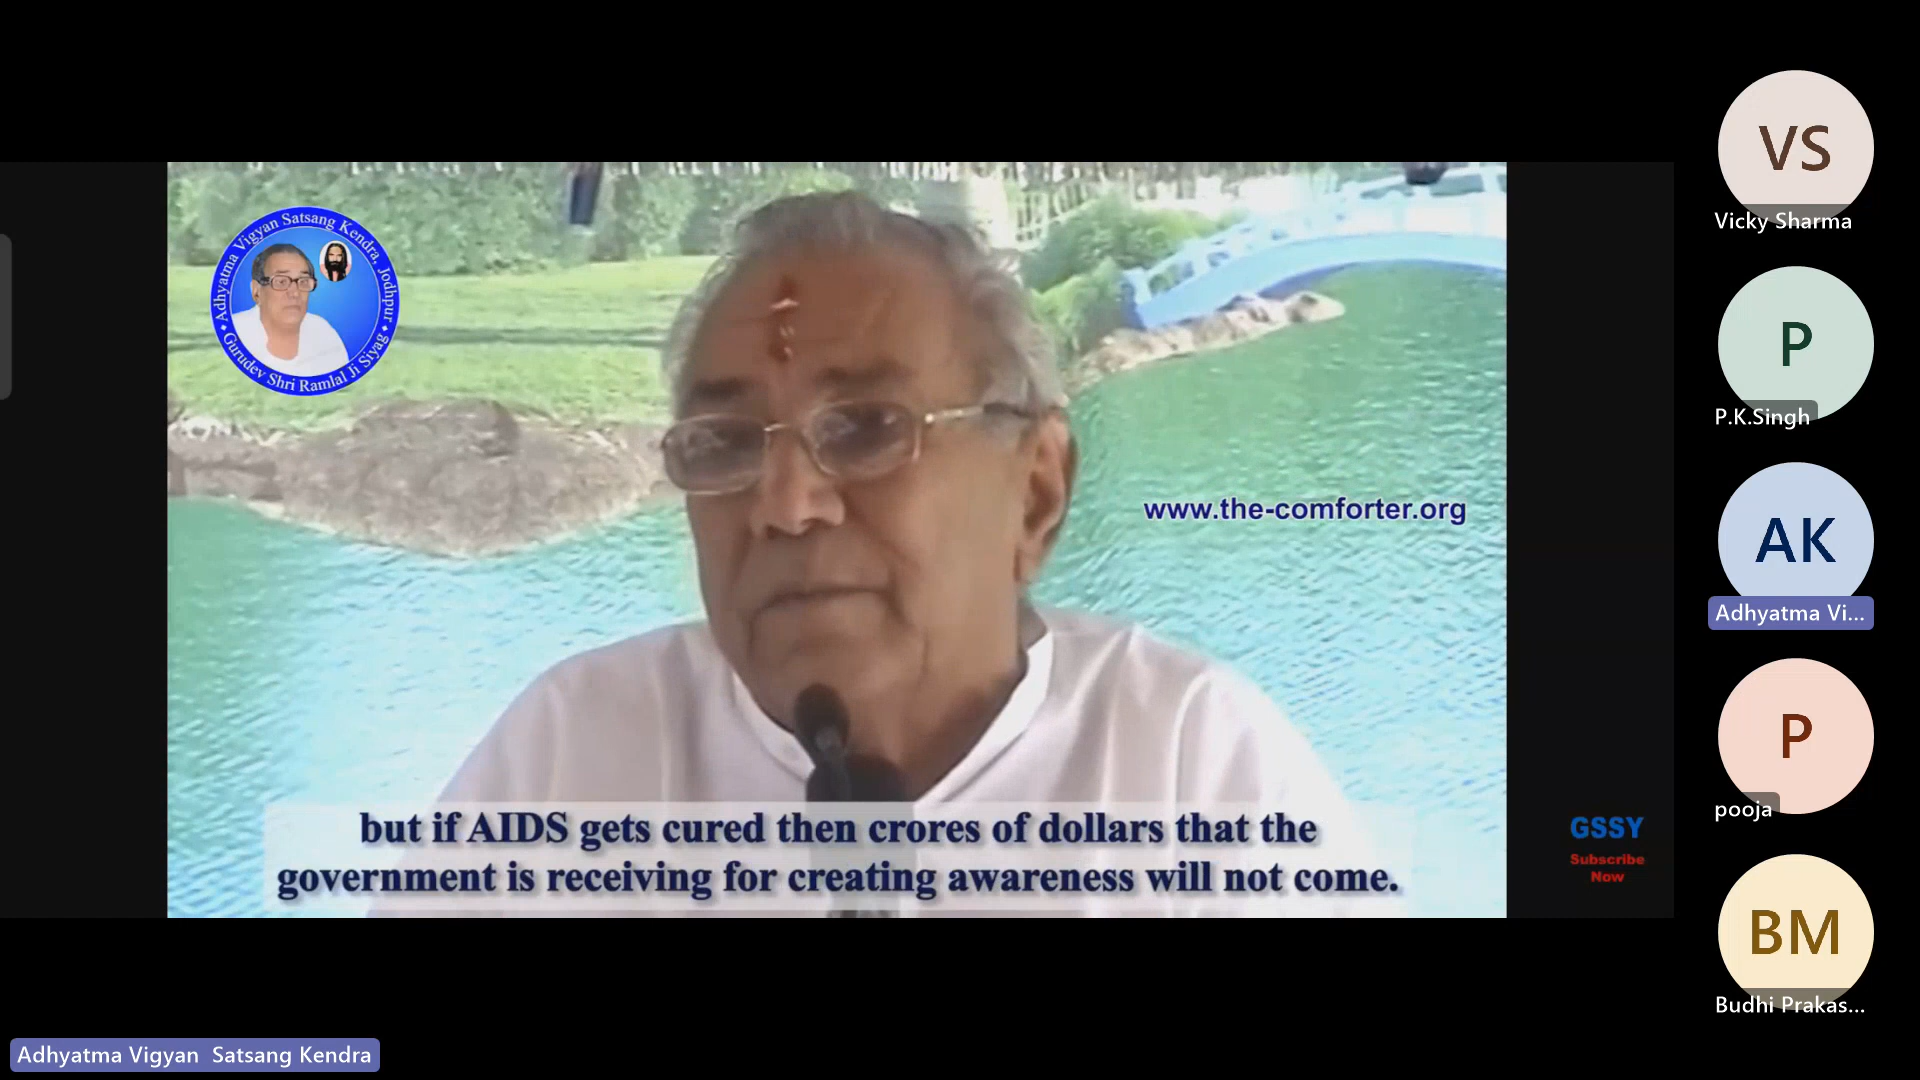 Adhyatma Vigyan Satsang Kendra, Jodhpur
Gurudev Shri Ramlal Ji Siyag
www.the-comforter.org
but if AIDS gets cured then crores of dollars that the
government is receiving for creating awareness will not come.
GSSY
Subscribe
Now
VS
Vicky Sharma
P
P.K.Singh
AK
Adhyatma Vi...
P
pooja
BM
Budhi Prakas...
Adhyatma Vigyan Satsang Kendra